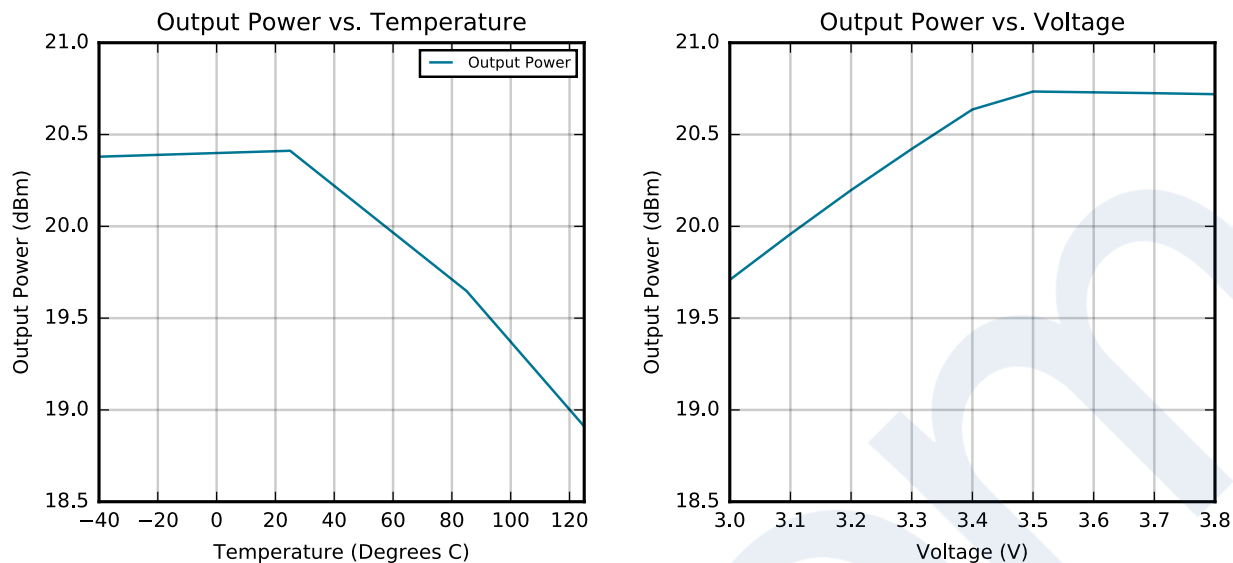 Output Power vs. Temperature
21.0
20.5
20.0
19.5
19.0
18.5
Output Power (dBm)
Output Power
−40 −20 0 20 40 60 80 100 120
Temperature (Degrees C)
Output Power vs. Voltage
21.0
20.5
20.0
19.5
19.0
18.5
Output Power (dBm)
3.0 3.1 3.2 3.3 3.4 3.5 3.6 3.7 3.8
Voltage (V)